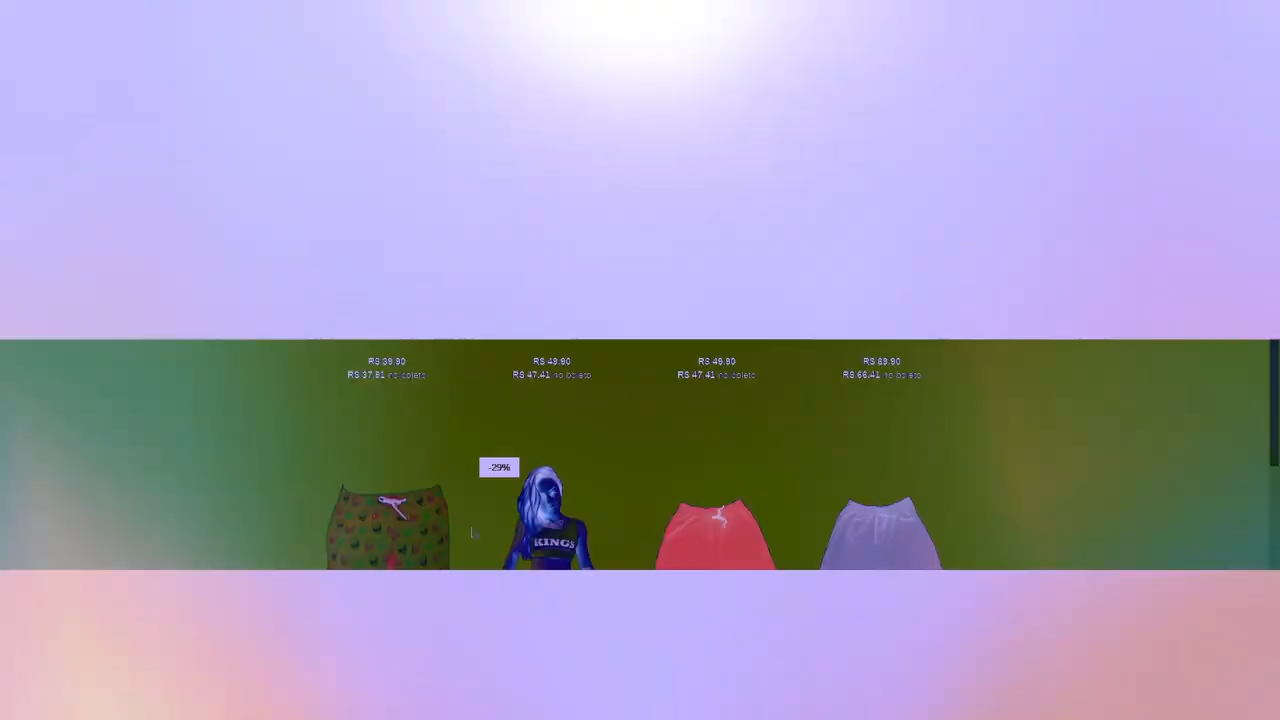 R$ 39,90 R$ 49,90 R$ 49,90 R$ 69,90
R$ 37,91 no boleto R$ 47,41 no boleto R$ 47,41 no boleto R$ 66,41 no boleto
-29%
KINGS